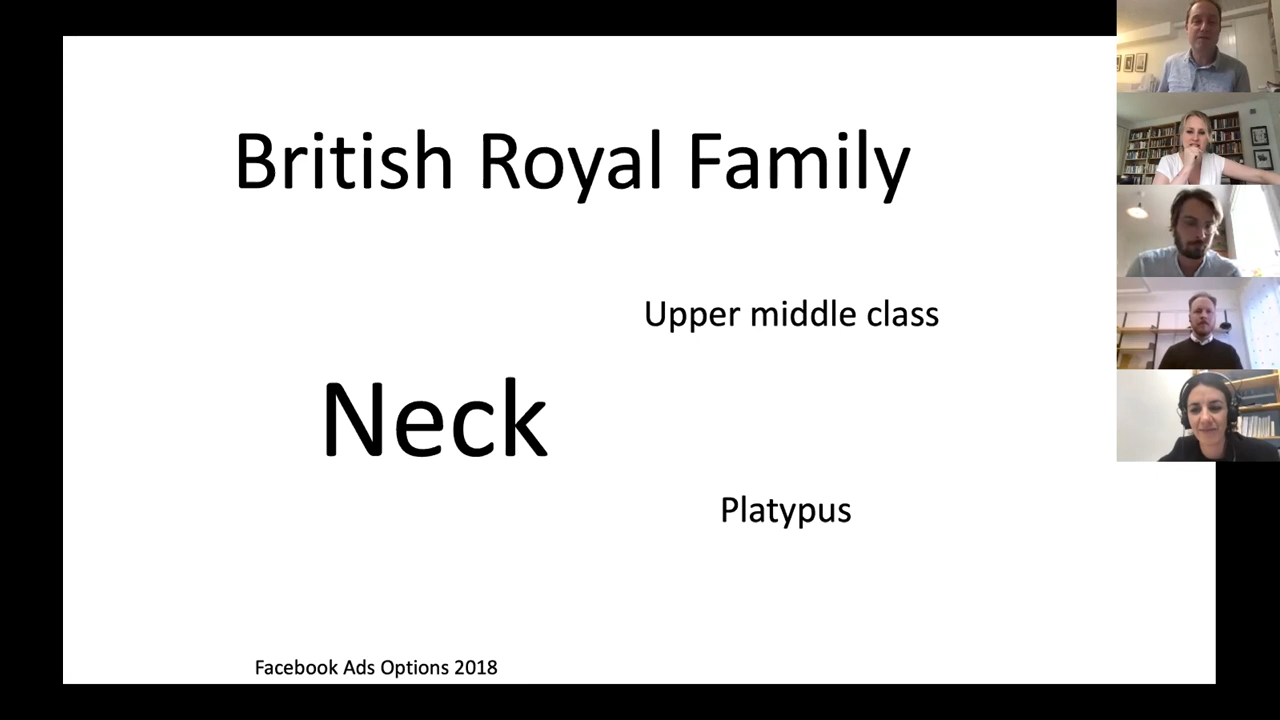 British Royal Family
Upper middle class
Neck
Platypus
Facebook Ads Options 2018